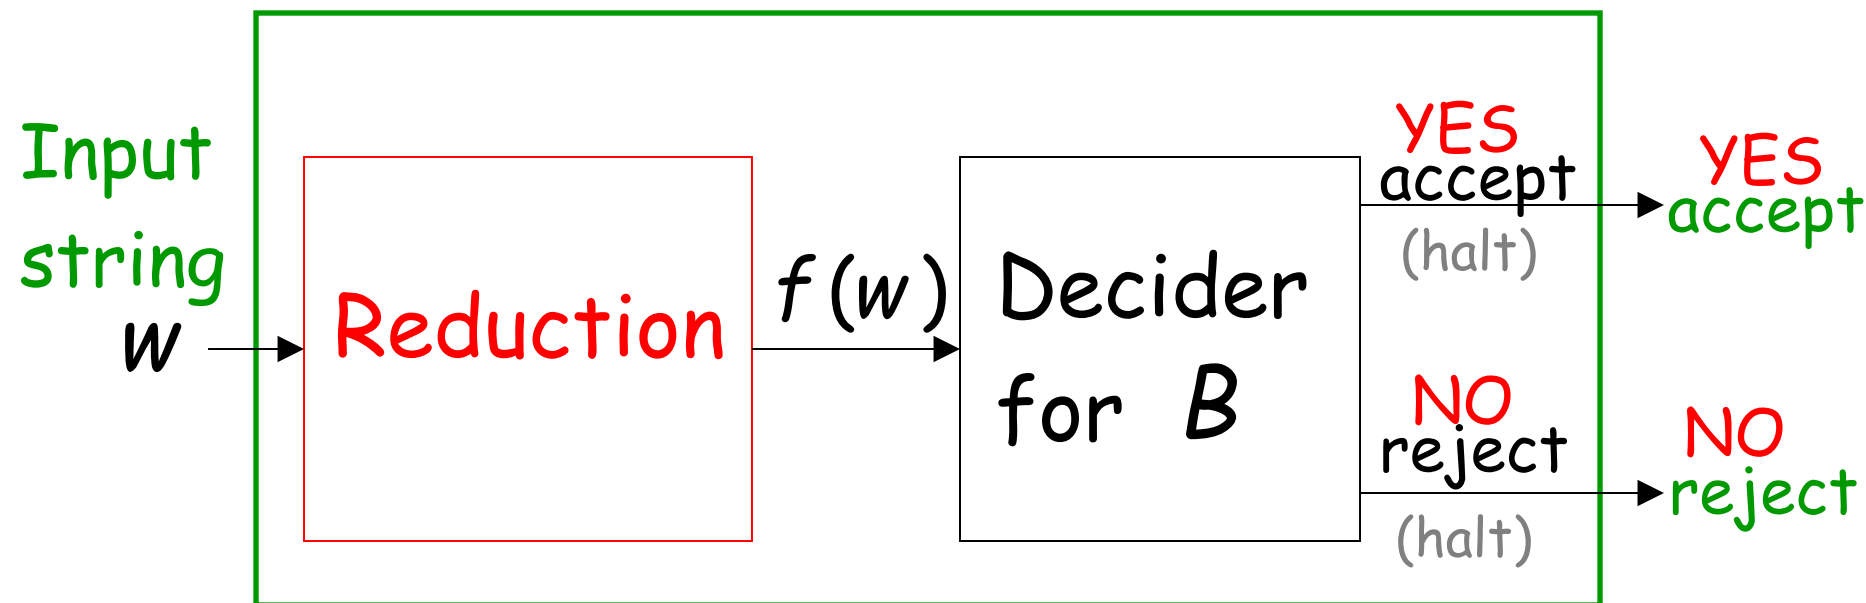 Input
string
w
Reduction
f(w)
Decider
for B
YES
accept
(halt)
NO
reject
(halt)
YES
accept
NO
reject